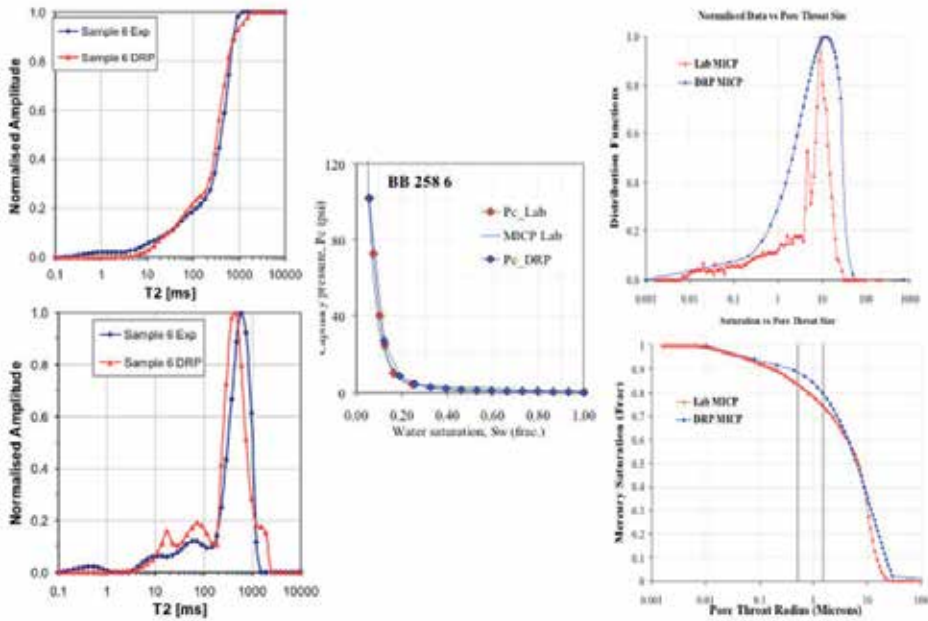 1.0
0.8
0.6
0.4
0.2
0.0
Normalised Amplitude
Sample 6 Exp
Sample 6 DRP
0.1 1 10 100 1000 10000
T2 [ms]
1.0
0.8
0.6
0.4
0.2
0.0
Normalised Amplitude
Sample 6 Exp
Sample 6 DRP
0.1 1 10 100 1000 10000
T2 [ms]
120
80
40
0
pressure, Pc (psi)
BB 258 6
Pc_Lab
MICP Lab
Pc_DRP
0.00 0.20 0.40 0.60 0.80 1.00
Water saturation, Sw (frac.)
Normalised Data vs Pore Throat Size
1.0
0.8
0.6
0.4
0.2
0.0
Distribution Functions
Lab MICP
DRP MICP
0.001 0.01 0.1 1 10 100
Saturation vs Pore Throat Size
1
0.9
0.8
0.7
0.6
0.5
0.4
0.3
0.2
0.1
0
Mercury Saturation (Frac)
Lab MICP
DRP MICP
0.001 0.01 0.1 1 10 100
Pore Throat Radius (Microns)